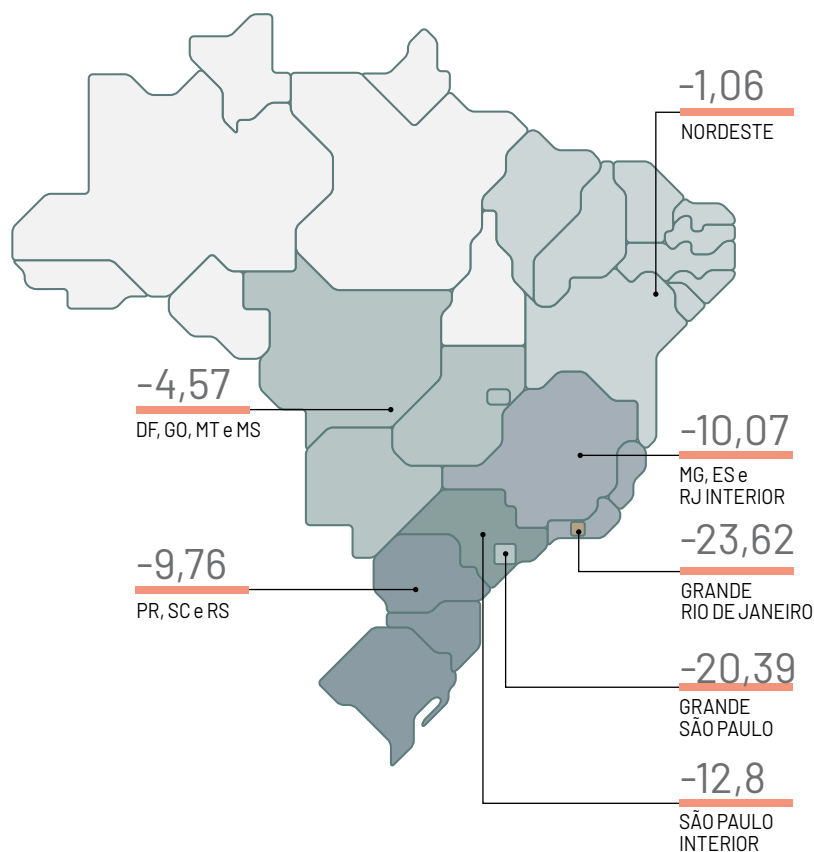 -1,06
NORDESTE
-4,57
DF, GO, MT e MS
-10,07
MG, ES e
RJ INTERIOR
-23,62
GRANDE
RIO DE JANEIRO
-9,76
PR, SC e RS
-20,39
GRANDE
SÃO PAULO
-12,8
SÃO PAULO
INTERIOR